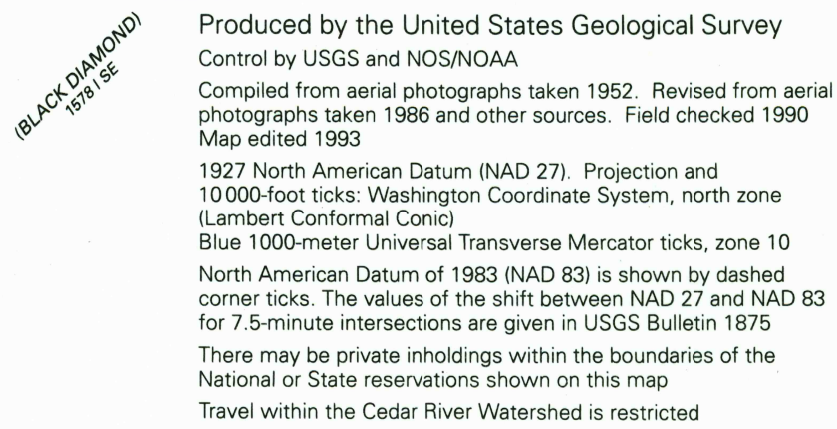 (BLACK DIAMOND)
1578 I SE
Produced by the United States Geological Survey
Control by USGS and NOS/NOAA
Compiled from aerial photographs taken 1952. Revised from aerial
photographs taken 1986 and other sources. Field checked 1990
Map edited 1993
1927 North American Datum (NAD 27). Projection and
10 000-foot ticks: Washington Coordinate System, north zone
(Lambert Conformal Conic)
Blue 1000-meter Universal Transverse Mercator ticks, zone 10
North American Datum of 1983 (NAD 83) is shown by dashed
corner ticks. The values of the shift between NAD 27 and NAD 83
for 7.5-minute intersections are given in USGS Bulletin 1875
There may be private inholdings within the boundaries of the
National or State reservations shown on this map
Travel within the Cedar River Watershed is restricted